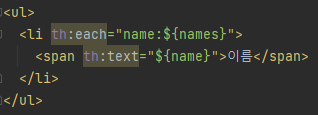 <ul>
<li th:each="name:${names}">
<span th:text="${name}">이름</span>
</li>
</ul>